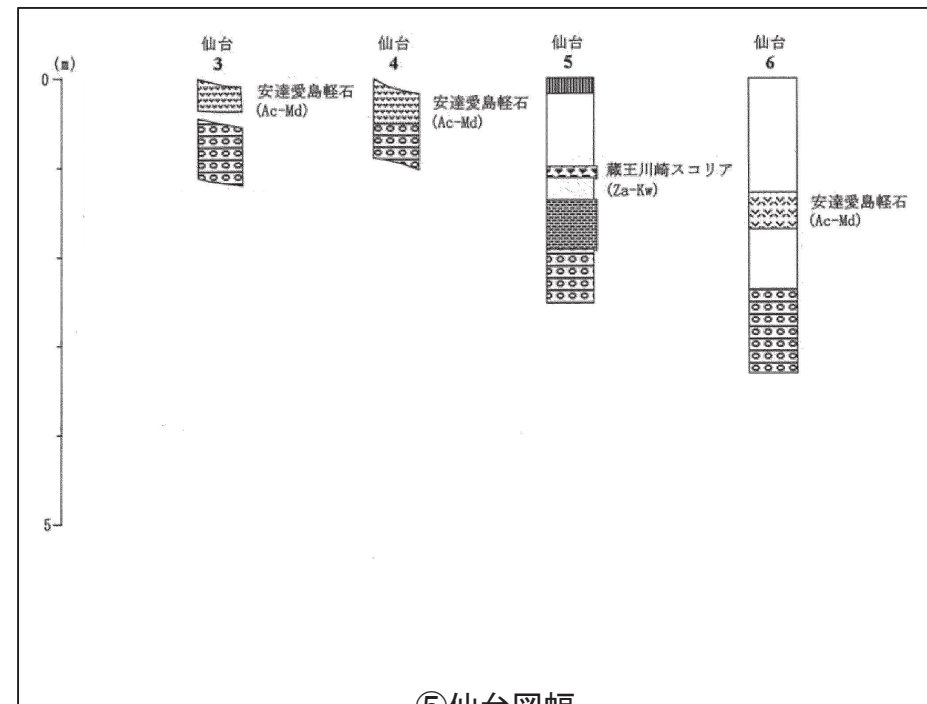 仙台
3
仙台
4
仙台
5
仙台
6
(m)
0
安達愛島軽石
(Ac-Md)
安達愛島軽石
(Ac-Md)
蔵王川崎スコリア
(Za-Kw)
安達愛島軽石
(Ac-Md)
5
⑤仙台図幅